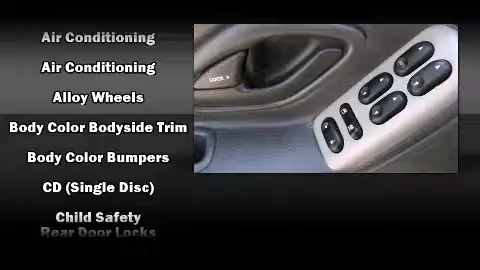 Air Conditioning
Air Conditioning
Alloy Wheels
Body Color Bodyside Trim
Body Color Bumpers
CD (Single Disc)
Child Safety
Rear Door Locks
LOCK